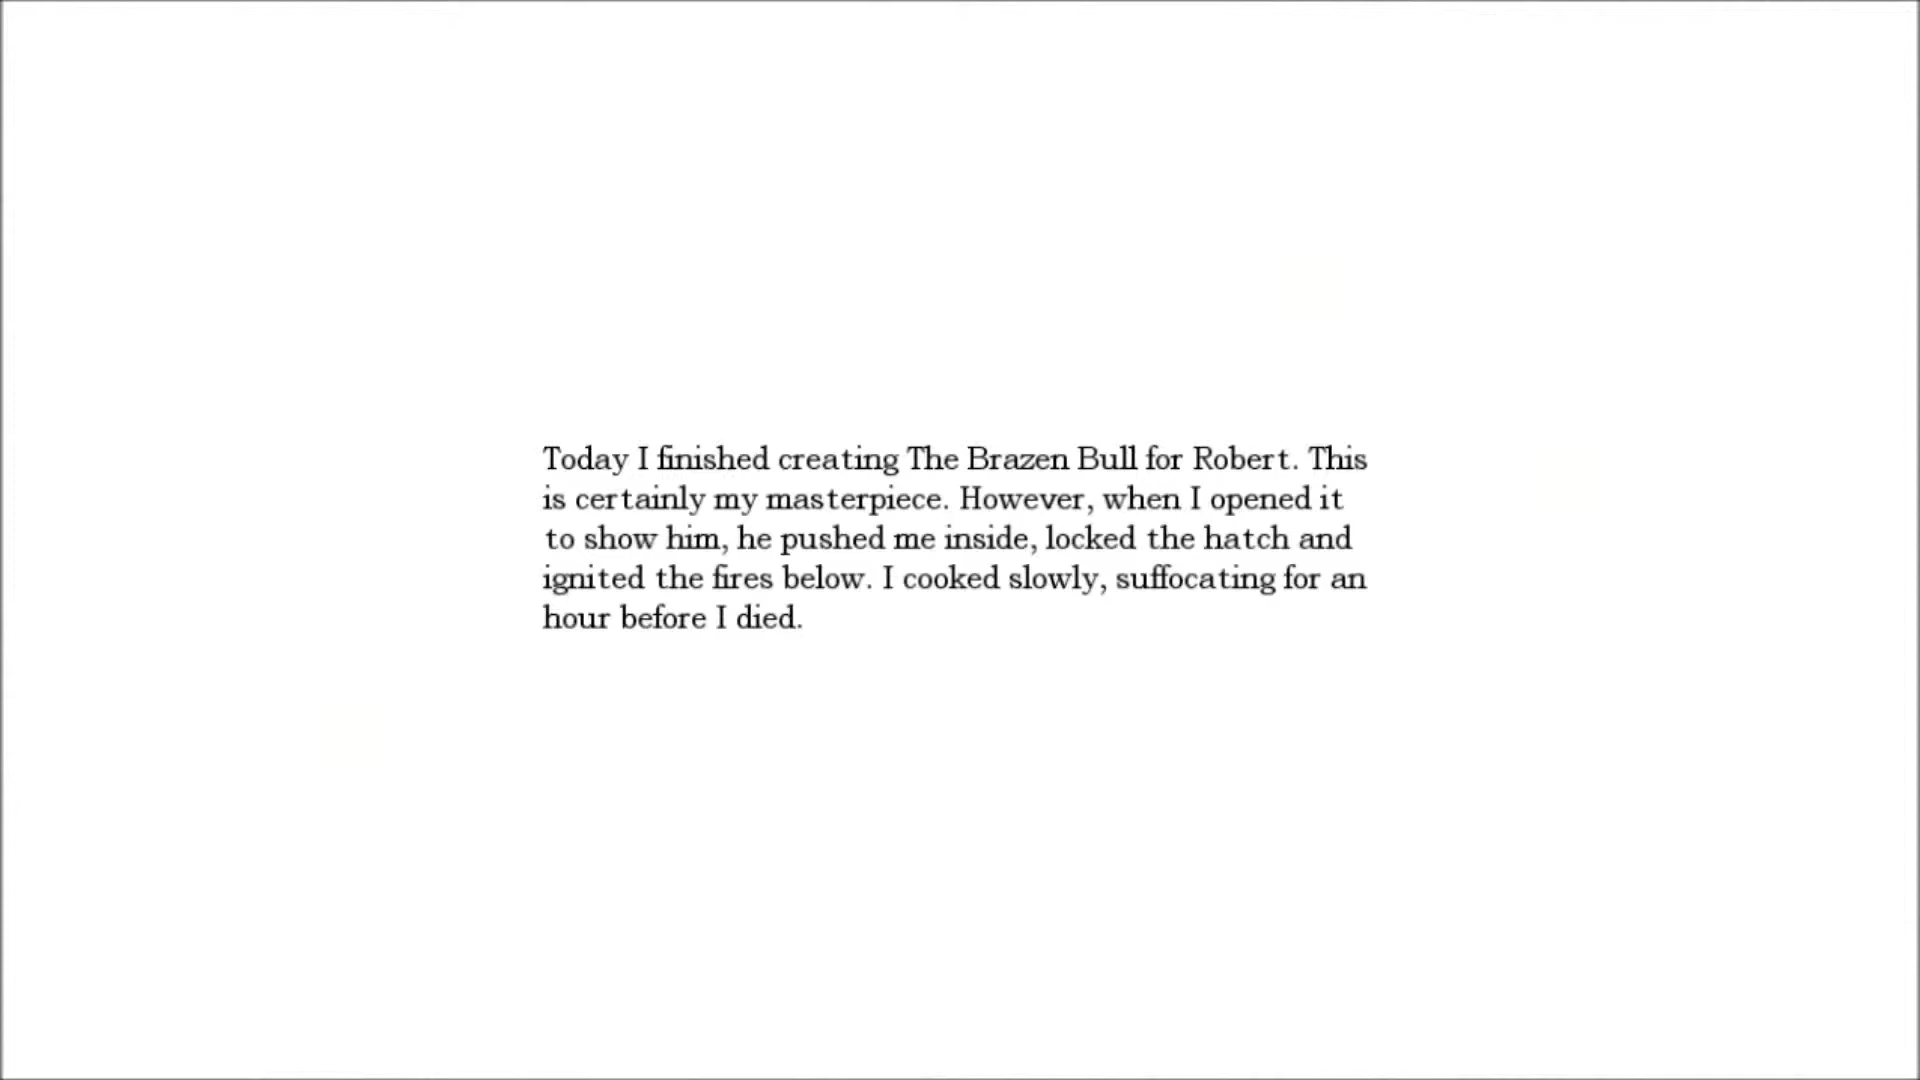 Today I finished creating The Brazen Bull for Robert. This
is certainly my masterpiece. However, when I opened it
to show him, he pushed me inside, locked the hatch and
ignited the fires below. I cooked slowly, suffocating for an
hour before I died.